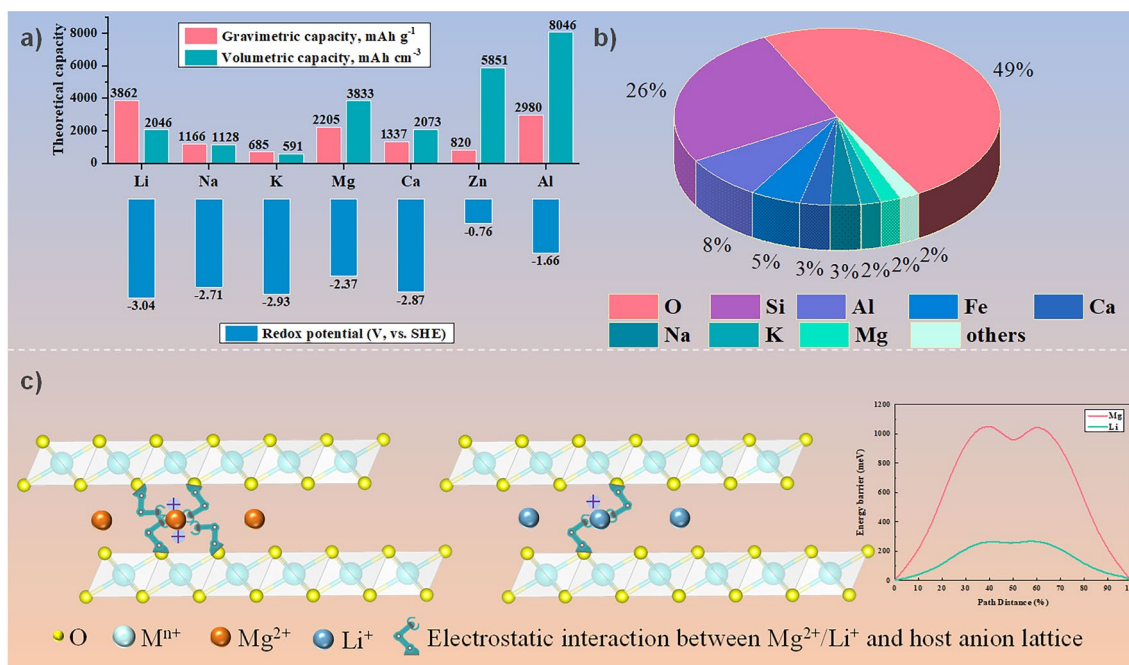 a)
Theoretical capacity
8000
6000
4000
2000
0
Gravimetric capacity, mAh g⁻¹
Volumetric capacity, mAh cm⁻³
3862
2046
1166
1128
685
591
2205
3833
1337
2073
820
5851
2980
8046
Li
Na
K
Mg
Ca
Zn
Al
-3.04
-2.71
-2.93
-2.37
-2.87
-0.76
-1.66
Redox potential (V, vs. SHE)
b)
49%
26%
8%
5%
3%
3%
2%
2%
2%
O
Si
Al
Fe
Ca
Na
K
Mg
others
c)
+
+
+
Energy barrier (meV)
1200
1000
800
600
400
200
0
Mg
Li
0 10 20 30 40 50 60 70 80 90 100
Path Distance (%)
O
Mⁿ⁺
Mg²⁺
Li⁺
Electrostatic interaction between Mg²⁺/Li⁺ and host anion lattice